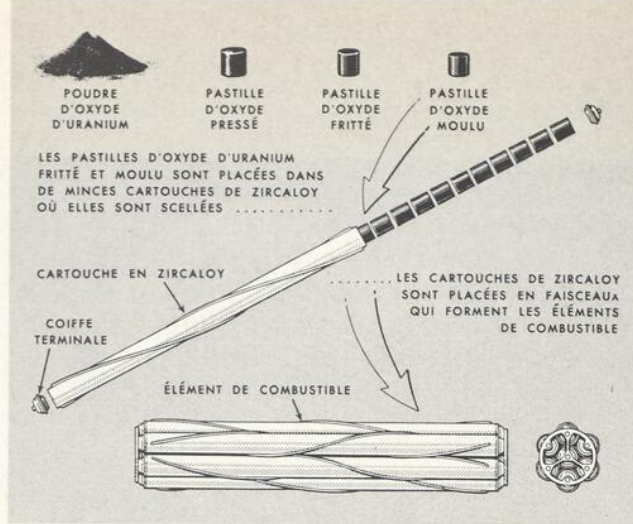 POUDRE
D'OXYDE
D'URANIUM
PASTILLE
D'OXYDE
PRESSÉ
PASTILLE
D'OXYDE
FRITTÉ
PASTILLE
D'OXYDE
MOULU
LES PASTILLES D'OXYDE D'URANIUM
FRITTÉ ET MOULU SONT PLACÉES DANS
DE MINCES CARTOUCHES DE ZIRCALOY
OÙ ELLES SONT SCELLÉES ...........
CARTOUCHE EN ZIRCALOY
....... LES CARTOUCHES DE ZIRCALOY
SONT PLACÉES EN FAISCEAUX
QUI FORMENT LES ÉLÉMENTS
DE COMBUSTIBLE
COIFFE
TERMINALE
ÉLÉMENT DE COMBUSTIBLE